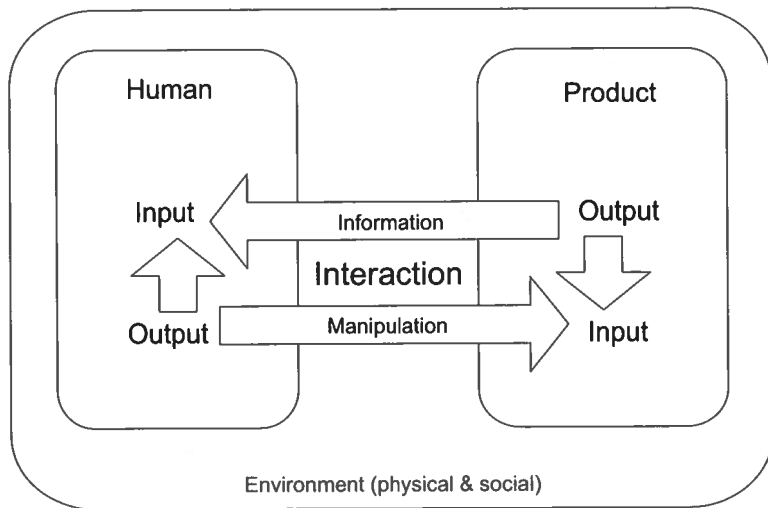 Human
Product
Input
Information
Output
Interaction
Output
Manipulation
Input
Environment (physical & social)